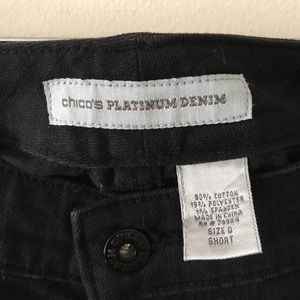 chico's PLATINUM DENIM
80% COTTON
19% POLYESTER
1% SPANDEX
MADE IN CHINA
SIZE 0
SHORT